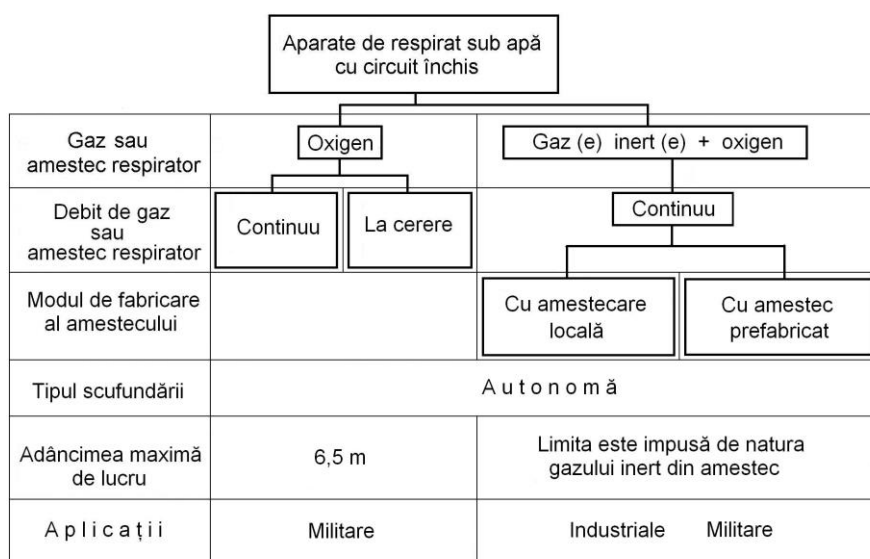 Aparate de respirat sub apă
cu circuit închis
Gaz sau
amestec respirator
Oxigen
Gaz (e) inert (e) + oxigen
Debit de gaz
sau
amestec respirator
Continuu
La cerere
Continuu
Modul de fabricare
al amestecului
Cu amestecare
locală
Cu amestec
prefabricat
Tipul scufundării
A u t o n o m ă
Adâncimea maximă
de lucru
6,5 m
Limita este impusă de natura
gazului inert din amestec
A p l i c a ț i i
Militare
Industriale Militare